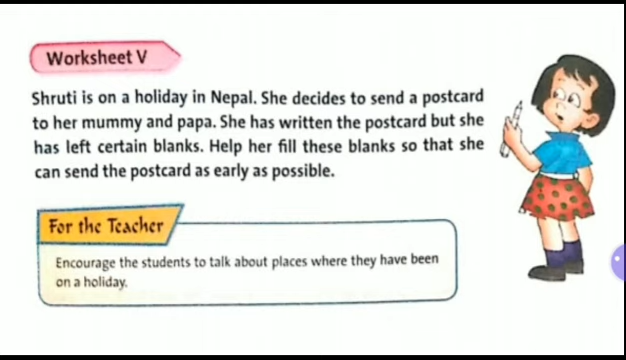 Worksheet V
Shruti is on a holiday in Nepal. She decides to send a postcard
to her mummy and papa. She has written the postcard but she
has left certain blanks. Help her fill these blanks so that she
can send the postcard as early as possible.
For the Teacher
Encourage the students to talk about places where they have been
on a holiday.